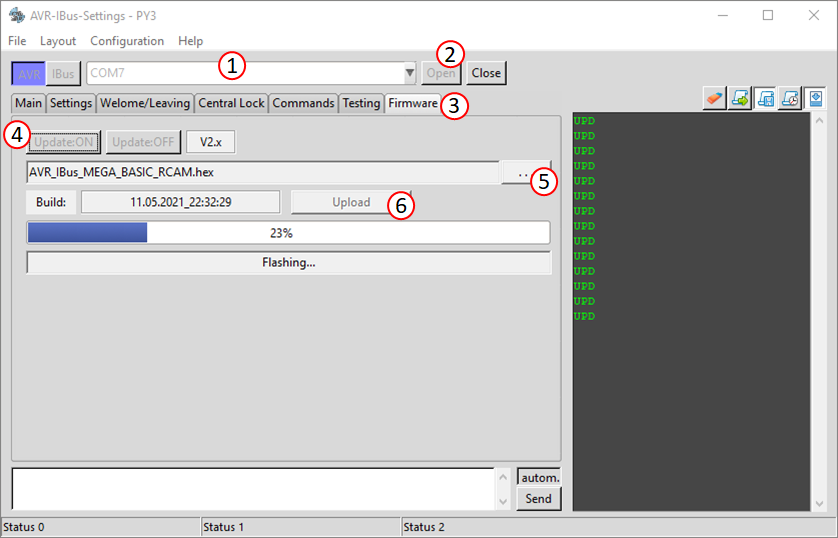 AVR-IBus-Settings - PY3
File Layout Configuration Help
AVR IBus COM7 1 Open 2 Close
Main Settings Welome/Leaving Central Lock Commands Testing Firmware 3
4 Update:ON Update:OFF V2.x
AVR_IBus_MEGA_BASIC_RCAM.hex .. 5
Build: 11.05.2021_22:32:29 Upload 6
23%
Flashing...
UPD
UPD
UPD
UPD
UPD
UPD
UPD
UPD
UPD
UPD
UPD
UPD
UPD
UPD
autom.
Send
Status 0 Status 1 Status 2